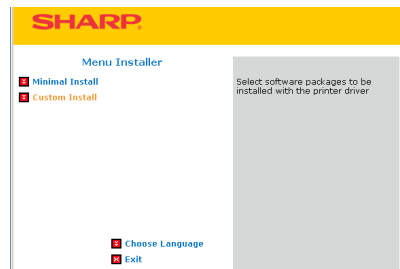 SHARP
Menu Installer
Minimal Install
Custom Install
Select software packages to be
installed with the printer driver
Choose Language
Exit